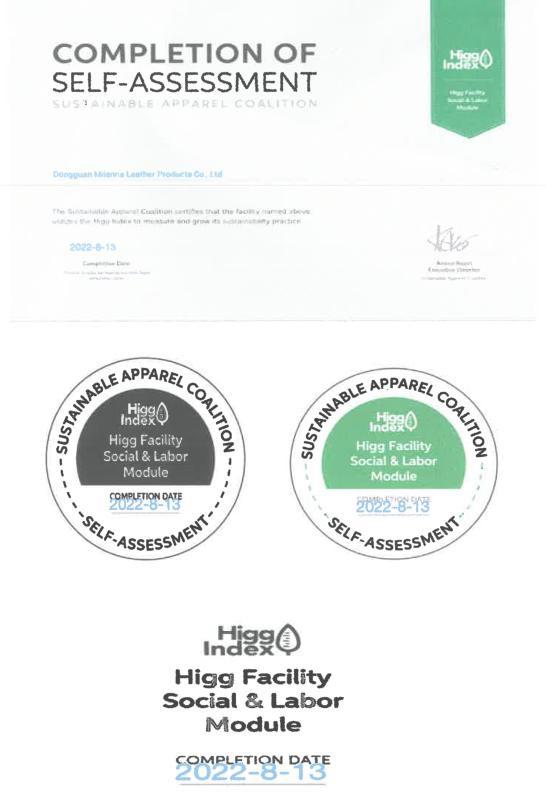 COMPLETION OF
SELF-ASSESSMENT
SUSTAINABLE APPAREL COALITION
Higg
Index
Higg Facility
Social & Labor
Module
Dongguan Milanna Leather Products Co., Ltd
The Sustainable Apparel Coalition certifies that the facility named above
utilizes the Higg Index to measure and grow its sustainability practice
2022-8-13
Completion Date
Executive Director
SUSTAINABLE APPAREL COALITION
Higg
Index
Higg Facility
Social & Labor
Module
COMPLETION DATE
2022-8-13
SELF-ASSESSMENT
SUSTAINABLE APPAREL COALITION
Higg
Index
Higg Facility
Social & Labor
Module
COMPLETION DATE
2022-8-13
SELF-ASSESSMENT
Higg
Index
Higg Facility
Social & Labor
Module
COMPLETION DATE
2022-8-13